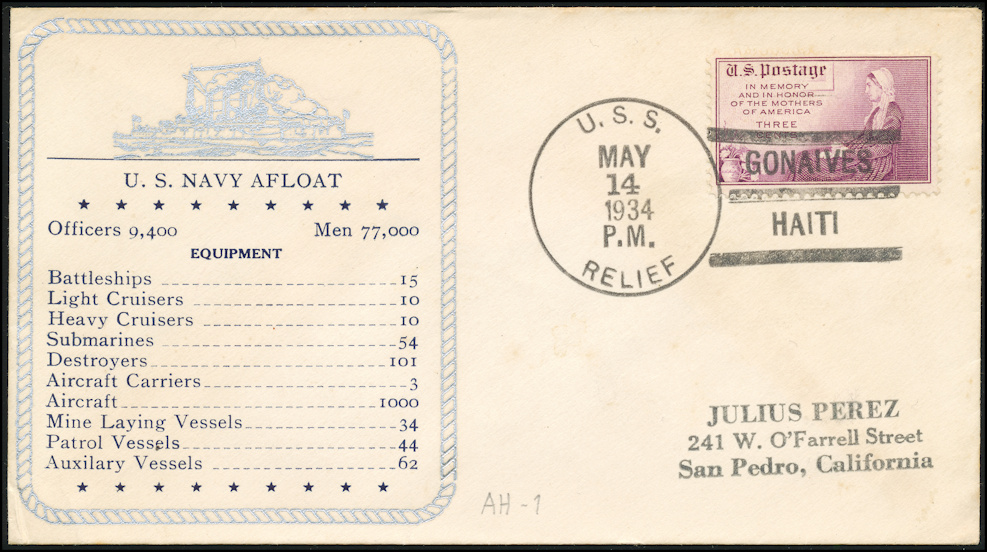 U. S. NAVY AFLOAT
★ ★ ★ ★ ★ ★ ★ ★ ★
Officers 9,400 Men 77,000
EQUIPMENT
Battleships 15
Light Cruisers 10
Heavy Cruisers 10
Submarines 54
Destroyers 101
Aircraft Carriers 3
Aircraft 1000
Mine Laying Vessels 34
Patrol Vessels 44
Auxilary Vessels 62
★ ★ ★ ★ ★ ★ ★ ★ ★
U. S. S.
MAY
14
1934
P.M.
RELIEF
U.S. Postage
IN MEMORY
AND IN HONOR
OF THE MOTHERS
OF AMERICA
THREE
CENTS
GONAIVES
HAITI
JULIUS PEREZ
241 W. O'Farrell Street
San Pedro, California
AH-1